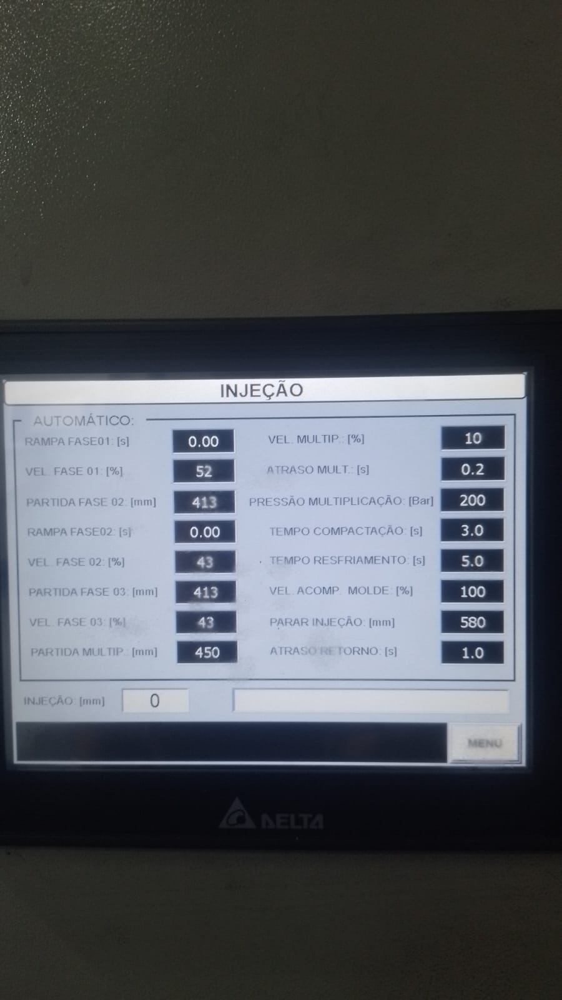 INJEÇÃO
AUTOMÁTICO:
RAMPA FASE01: [s] 0.00
VEL. FASE 01: [%] 52
PARTIDA FASE 02: [mm] 413
RAMPA FASE02: [s] 0.00
VEL. FASE 02: [%] 43
PARTIDA FASE 03: [mm] 413
VEL. FASE 03: [%] 43
PARTIDA MULTIP.: [mm] 450
VEL. MULTIP.: [%] 10
ATRASO MULT.: [s] 0.2
PRESSÃO MULTIPLICAÇÃO: [Bar] 200
TEMPO COMPACTAÇÃO: [s] 3.0
TEMPO RESFRIAMENTO: [s] 5.0
VEL. ACOMP. MOLDE: [%] 100
PARAR INJEÇÃO: [mm] 580
ATRASO RETORNO: [s] 1.0
INJEÇÃO: [mm] 0
MENU
DELTA